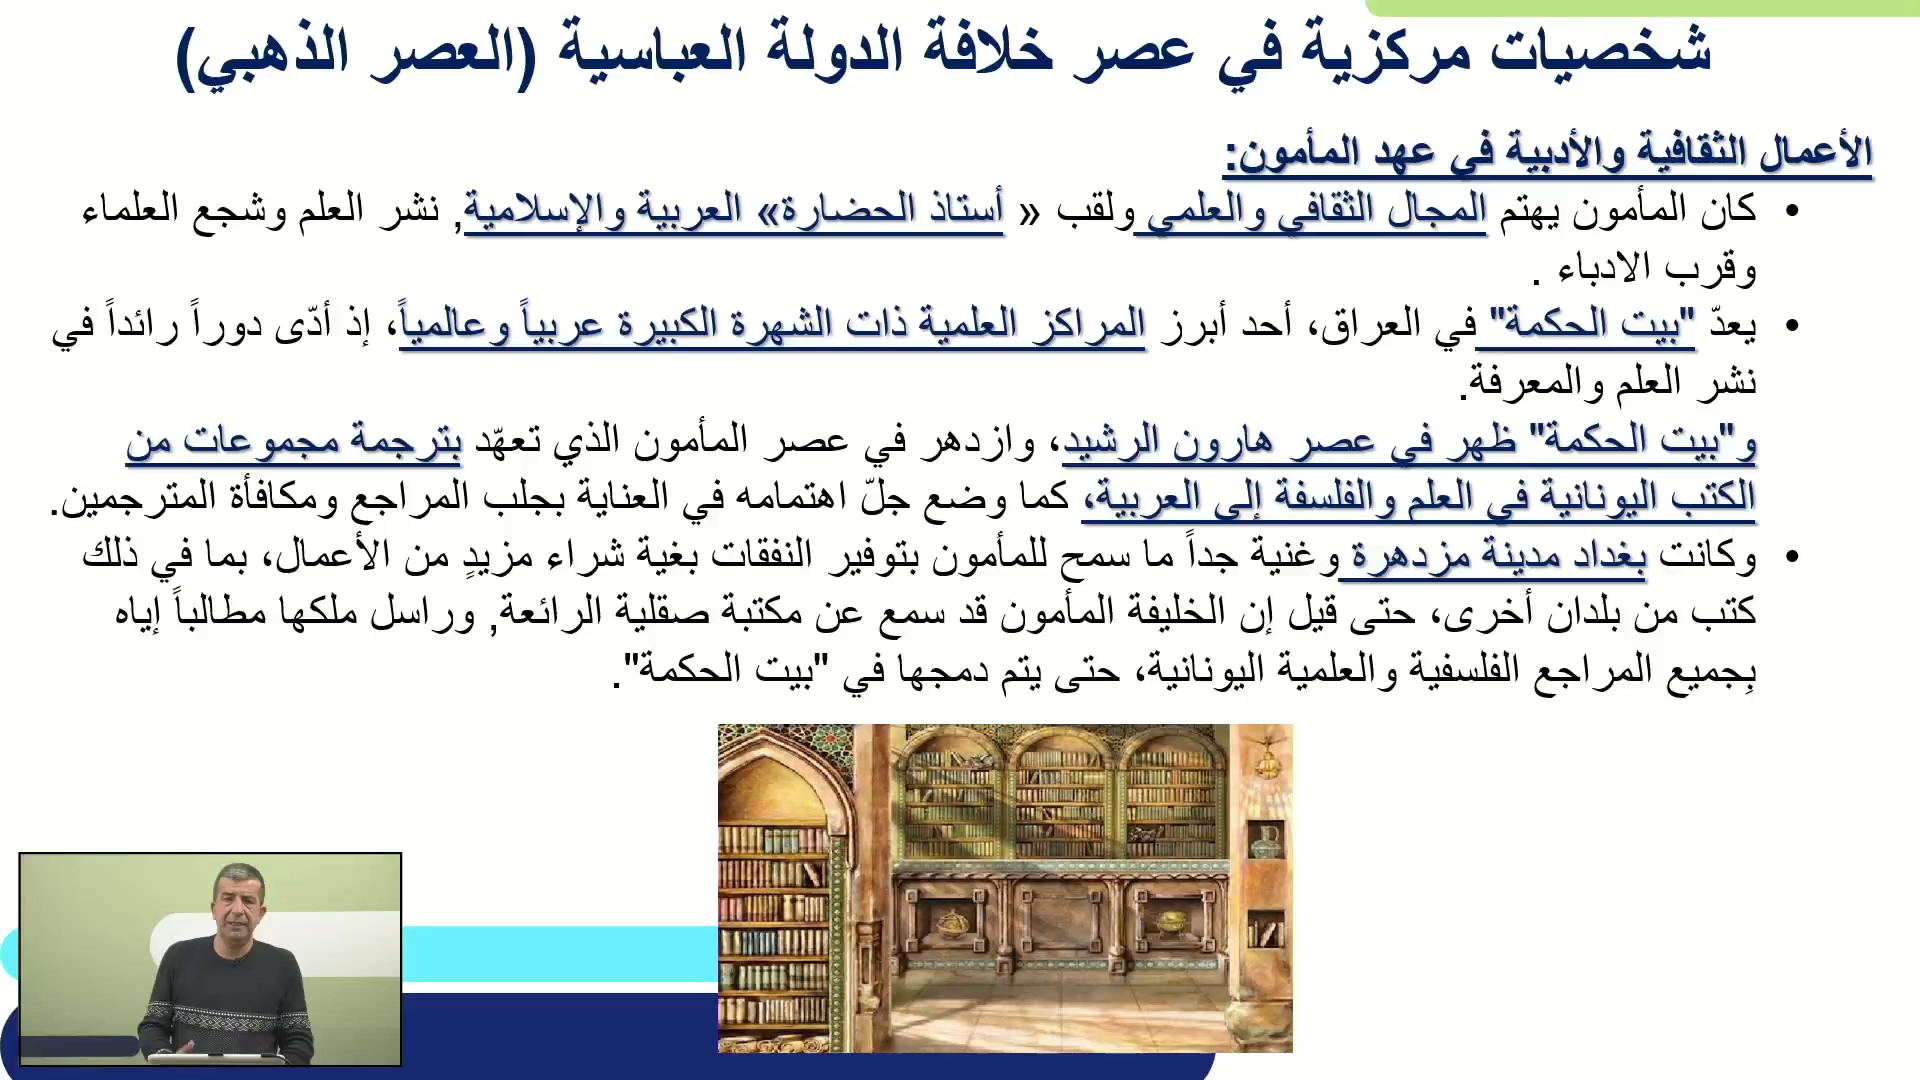 شخصيات مركزية في عصر خلافة الدولة العباسية (العصر الذهبي)
الأعمال الثقافية والأدبية في عهد المأمون:
• كان المأمون يهتم المجال الثقافي والعلمي ولقب « أستاذ الحضارة» العربية والإسلامية, نشر العلم وشجع العلماء
وقرب الادباء .
• يعدّ "بيت الحكمة" في العراق، أحد أبرز المراكز العلمية ذات الشهرة الكبيرة عربياً وعالمياً، إذ أدّى دوراً رائداً في
نشر العلم والمعرفة.
و"بيت الحكمة" ظهر في عصر هارون الرشيد، وازدهر في عصر المأمون الذي تعهّد بترجمة مجموعات من
الكتب اليونانية في العلم والفلسفة إلى العربية، كما وضع جلّ اهتمامه في العناية بجلب المراجع ومكافأة المترجمين.
• وكانت بغداد مدينة مزدهرة وغنية جداً ما سمح للمأمون بتوفير النفقات بغية شراء مزيدٍ من الأعمال، بما في ذلك
كتب من بلدان أخرى، حتى قيل إن الخليفة المأمون قد سمع عن مكتبة صقلية الرائعة, وراسل ملكها مطالباً إياه
بِجميع المراجع الفلسفية والعلمية اليونانية، حتى يتم دمجها في "بيت الحكمة".